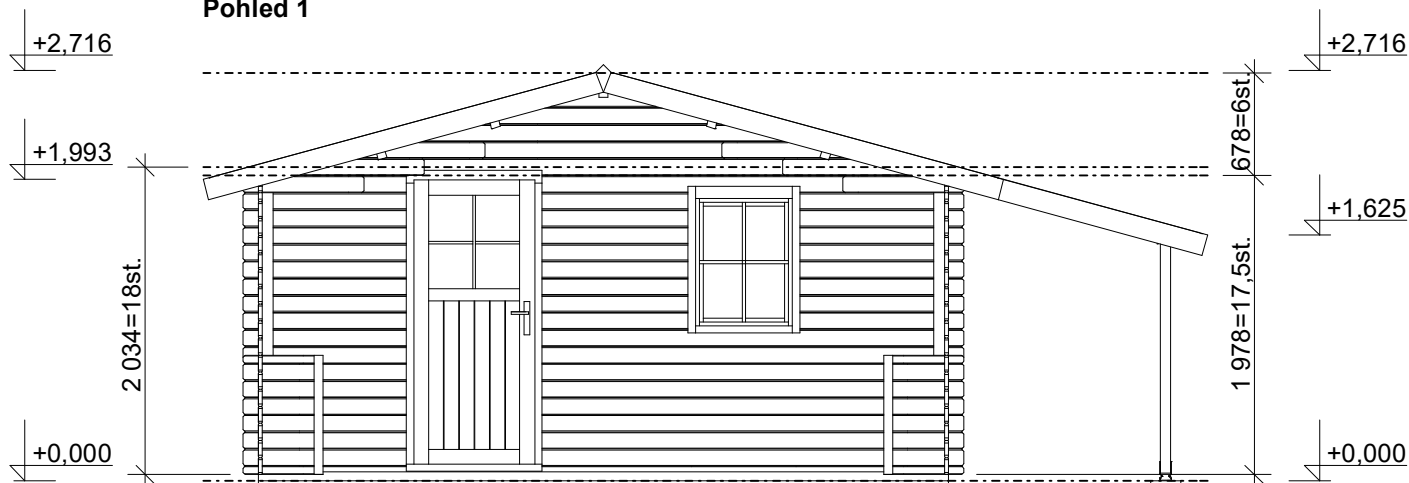 Pohled 1
+2,716
+2,716
678=6st.
+1,993
+1,625
2 034=18st.
1 978=17,5st.
+0,000
+0,000